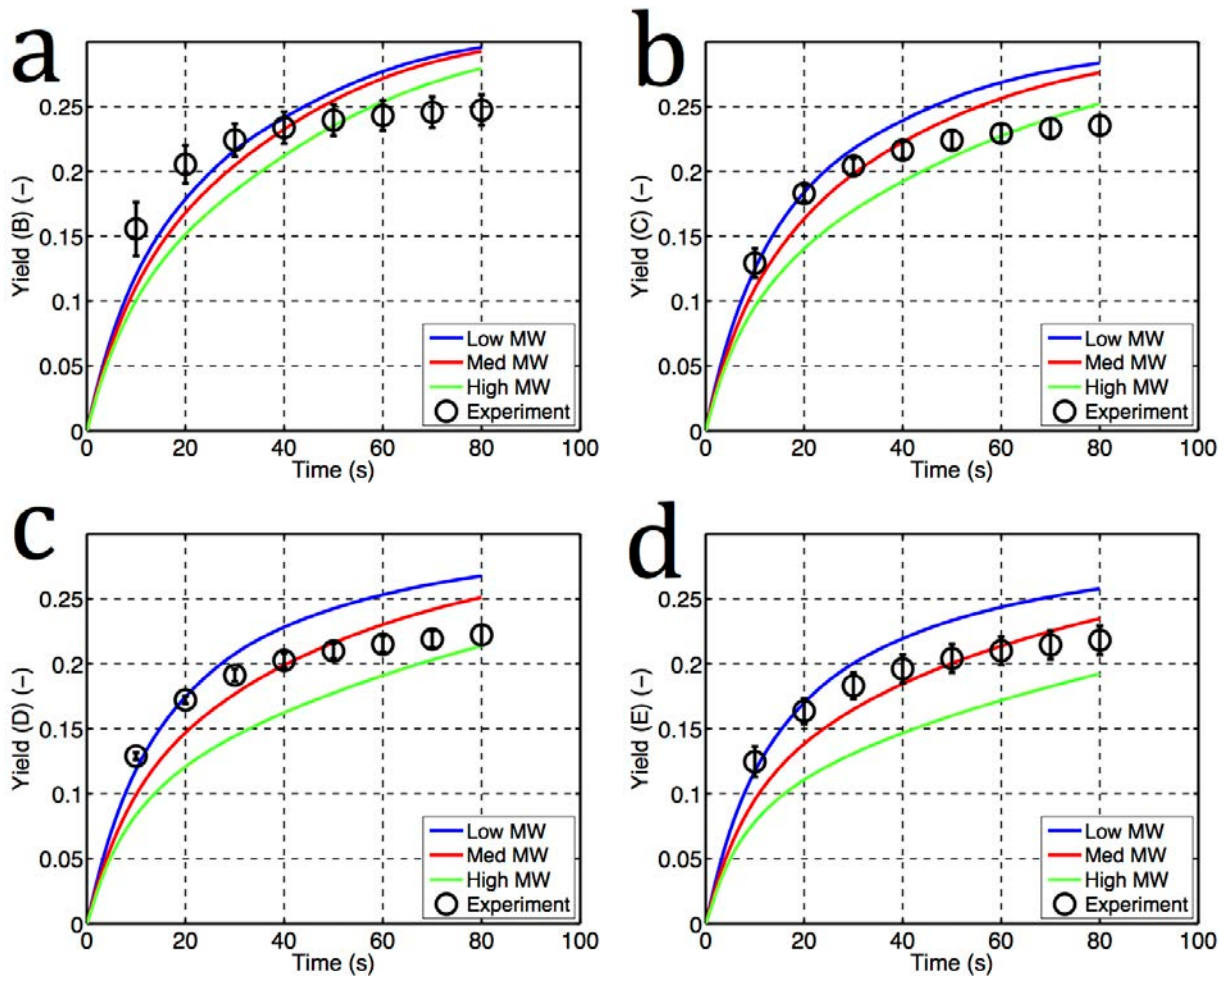 a
Yield (B) (−)
0.25
0.2
0.15
0.1
0.05
0
0 20 40 60 80 100
Time (s)
Low MW
Med MW
High MW
Experiment
b
Yield (C) (−)
0.25
0.2
0.15
0.1
0.05
0
0 20 40 60 80 100
Time (s)
Low MW
Med MW
High MW
Experiment
c
Yield (D) (−)
0.25
0.2
0.15
0.1
0.05
0
0 20 40 60 80 100
Time (s)
Low MW
Med MW
High MW
Experiment
d
Yield (E) (−)
0.25
0.2
0.15
0.1
0.05
0
0 20 40 60 80 100
Time (s)
Low MW
Med MW
High MW
Experiment